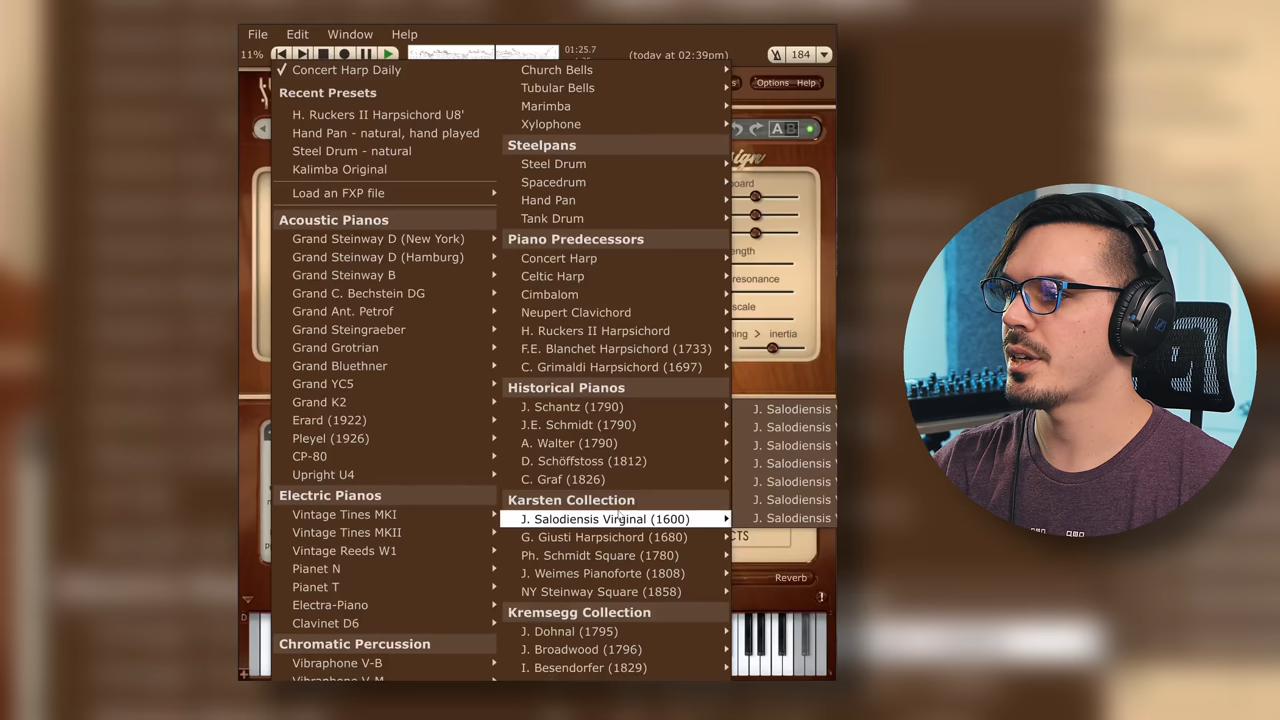 File Edit Window Help
11% 01:25.7 (today at 02:39pm) 184
Options Help
A B
✓ Concert Harp Daily
Recent Presets
H. Ruckers II Harpsichord U8'
Hand Pan - natural, hand played
Steel Drum - natural
Kalimba Original
Load an FXP file
Acoustic Pianos
Grand Steinway D (New York)
Grand Steinway D (Hamburg)
Grand Steinway B
Grand C. Bechstein DG
Grand Ant. Petrof
Grand Steingraeber
Grand Grotrian
Grand Bluethner
Grand YC5
Grand K2
Erard (1922)
Pleyel (1926)
CP-80
Upright U4
Electric Pianos
Vintage Tines MKI
Vintage Tines MKII
Vintage Reeds W1
Pianet N
Pianet T
Electra-Piano
Clavinet D6
Chromatic Percussion
Vibraphone V-B
Vibraphone V-M
Church Bells
Tubular Bells
Marimba
Xylophone
Steelpans
Steel Drum
Spacedrum
Hand Pan
Tank Drum
Piano Predecessors
Concert Harp
Celtic Harp
Cimbalom
Neupert Clavichord
H. Ruckers II Harpsichord
F.E. Blanchet Harpsichord (1733)
C. Grimaldi Harpsichord (1697)
Historical Pianos
J. Schantz (1790)
J.E. Schmidt (1790)
A. Walter (1790)
D. Schöffstoss (1812)
C. Graf (1826)
Karsten Collection
J. Salodiensis Virginal (1600)
G. Giusti Harpsichord (1680)
Ph. Schmidt Square (1780)
J. Weimes Pianoforte (1808)
NY Steinway Square (1858)
Kremsegg Collection
J. Dohnal (1795)
J. Broadwood (1796)
I. Besendorfer (1829)
resonance
scale
> inertia
J. Salodiensis
J. Salodiensis
J. Salodiensis
J. Salodiensis
J. Salodiensis
J. Salodiensis
J. Salodiensis
Reverb
D